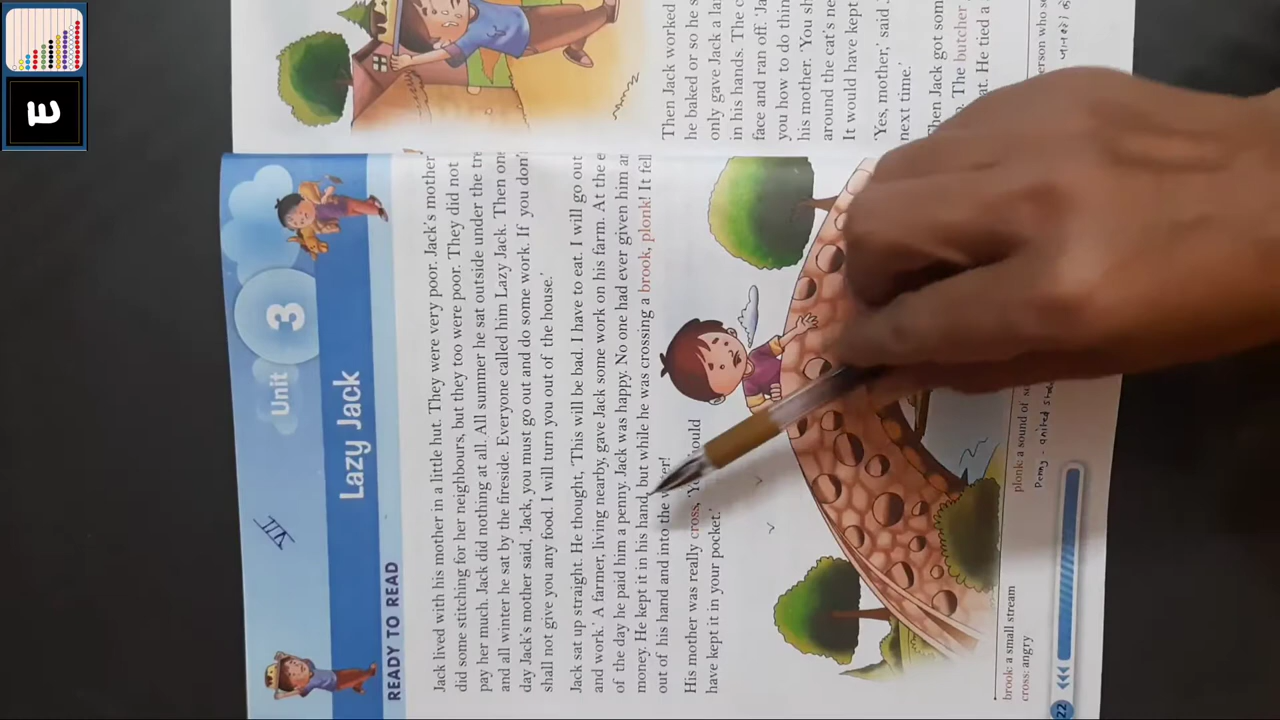 Unit 3
VII
Lazy Jack
READY TO READ
Jack lived with his mother in a little hut. They were very poor. Jack's mother
did some stitching for her neighbours, but they too were poor. They did not
pay her much. Jack did nothing at all. All summer he sat outside under the
and all winter he sat by the fireside. Everyone called him Lazy Jack. Then one
day Jack's mother said, 'Jack, you must go out and do some work. If you don't
shall not give you any food. I will turn you out of the house.'
Jack sat up straight. He thought, 'This will be bad. I have to eat. I will go out
and work.' A farmer, living nearby, gave Jack some work on his farm. At the
of the day he paid him a penny. Jack was happy. No one had ever given him
money. He kept it in his hand, but while he was crossing a brook, plonk! It fell
out of his hand and into the
His mother was really cross,
have kept it in your pocket.'
brook: a small stream
cross: angry
plonk: a sound of
Penny - united
22
Then Jack worked
he baked or so he s
only gave Jack a
in his hands. The c
face and ran off. 'Ja
you how to do thin
his mother. 'You sh
around the cat's ne
It would have kept
'Yes, mother,' said
next time.'
Then Jack got som
The butcher
at. He tied a
erson who s